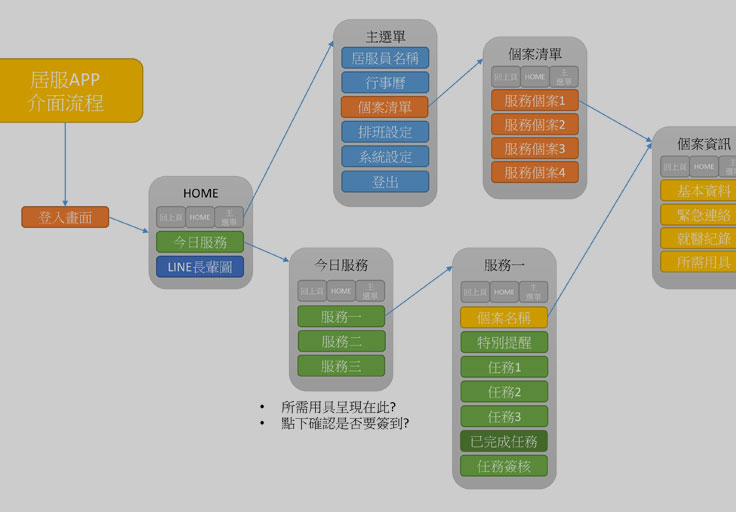 居服APP
介面流程
登入畫面
HOME
回上頁 HOME 主
選單
今日服務
LINE長輩圖
主選單
居服員名稱
行事曆
個案清單
排班設定
系統設定
登出
今日服務
回上頁 HOME 主
選單
服務一
服務二
服務三
• 所需用具呈現在此?
• 點下確認是否要簽到?
個案清單
回上頁 HOME 主
選單
服務個案1
服務個案2
服務個案3
服務個案4
服務一
回上頁 HOME 主
選單
個案名稱
特別提醒
任務1
任務2
任務3
已完成任務
任務簽核
個案資訊
回上頁 HOME 主
選單
基本資料
緊急連絡
就醫紀錄
所需用具